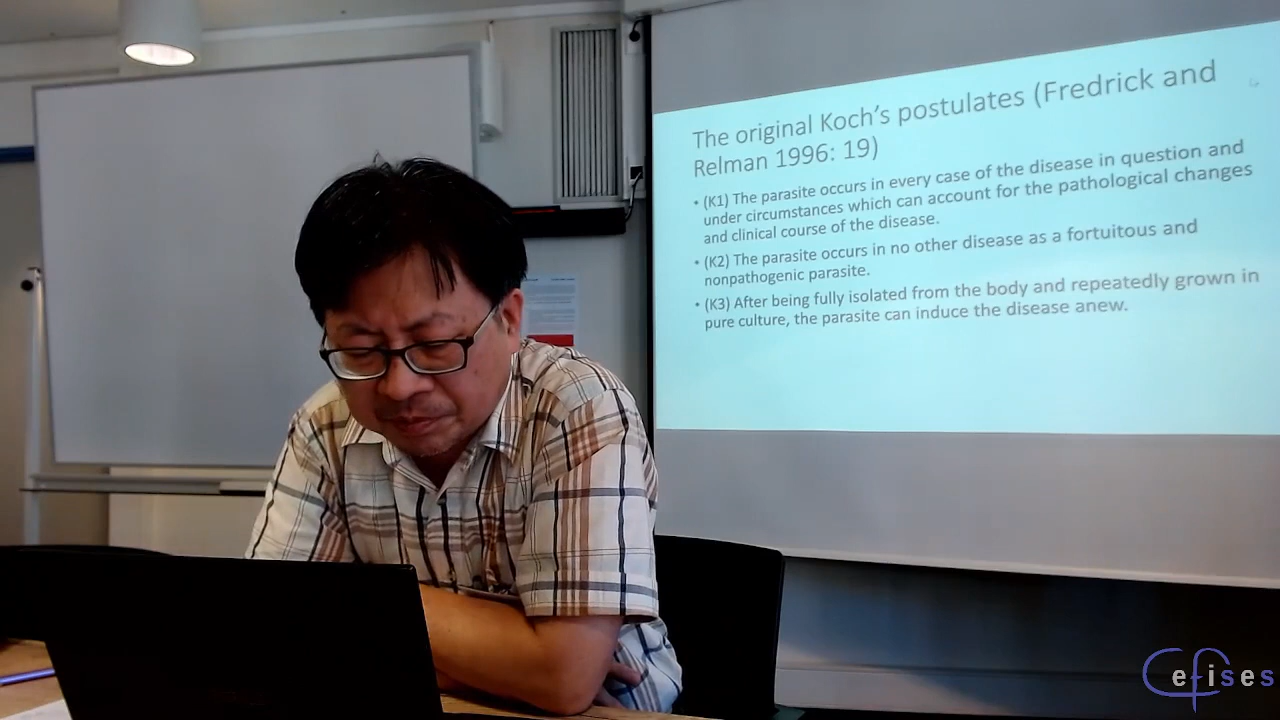 The original Koch's postulates (Fredrick and
Relman 1996: 19)
• (K1) The parasite occurs in every case of the disease in question and
under circumstances which can account for the pathological changes
and clinical course of the disease.
• (K2) The parasite occurs in no other disease as a fortuitous and
nonpathogenic parasite.
• (K3) After being fully isolated from the body and repeatedly grown in
pure culture, the parasite can induce the disease anew.
Cefises